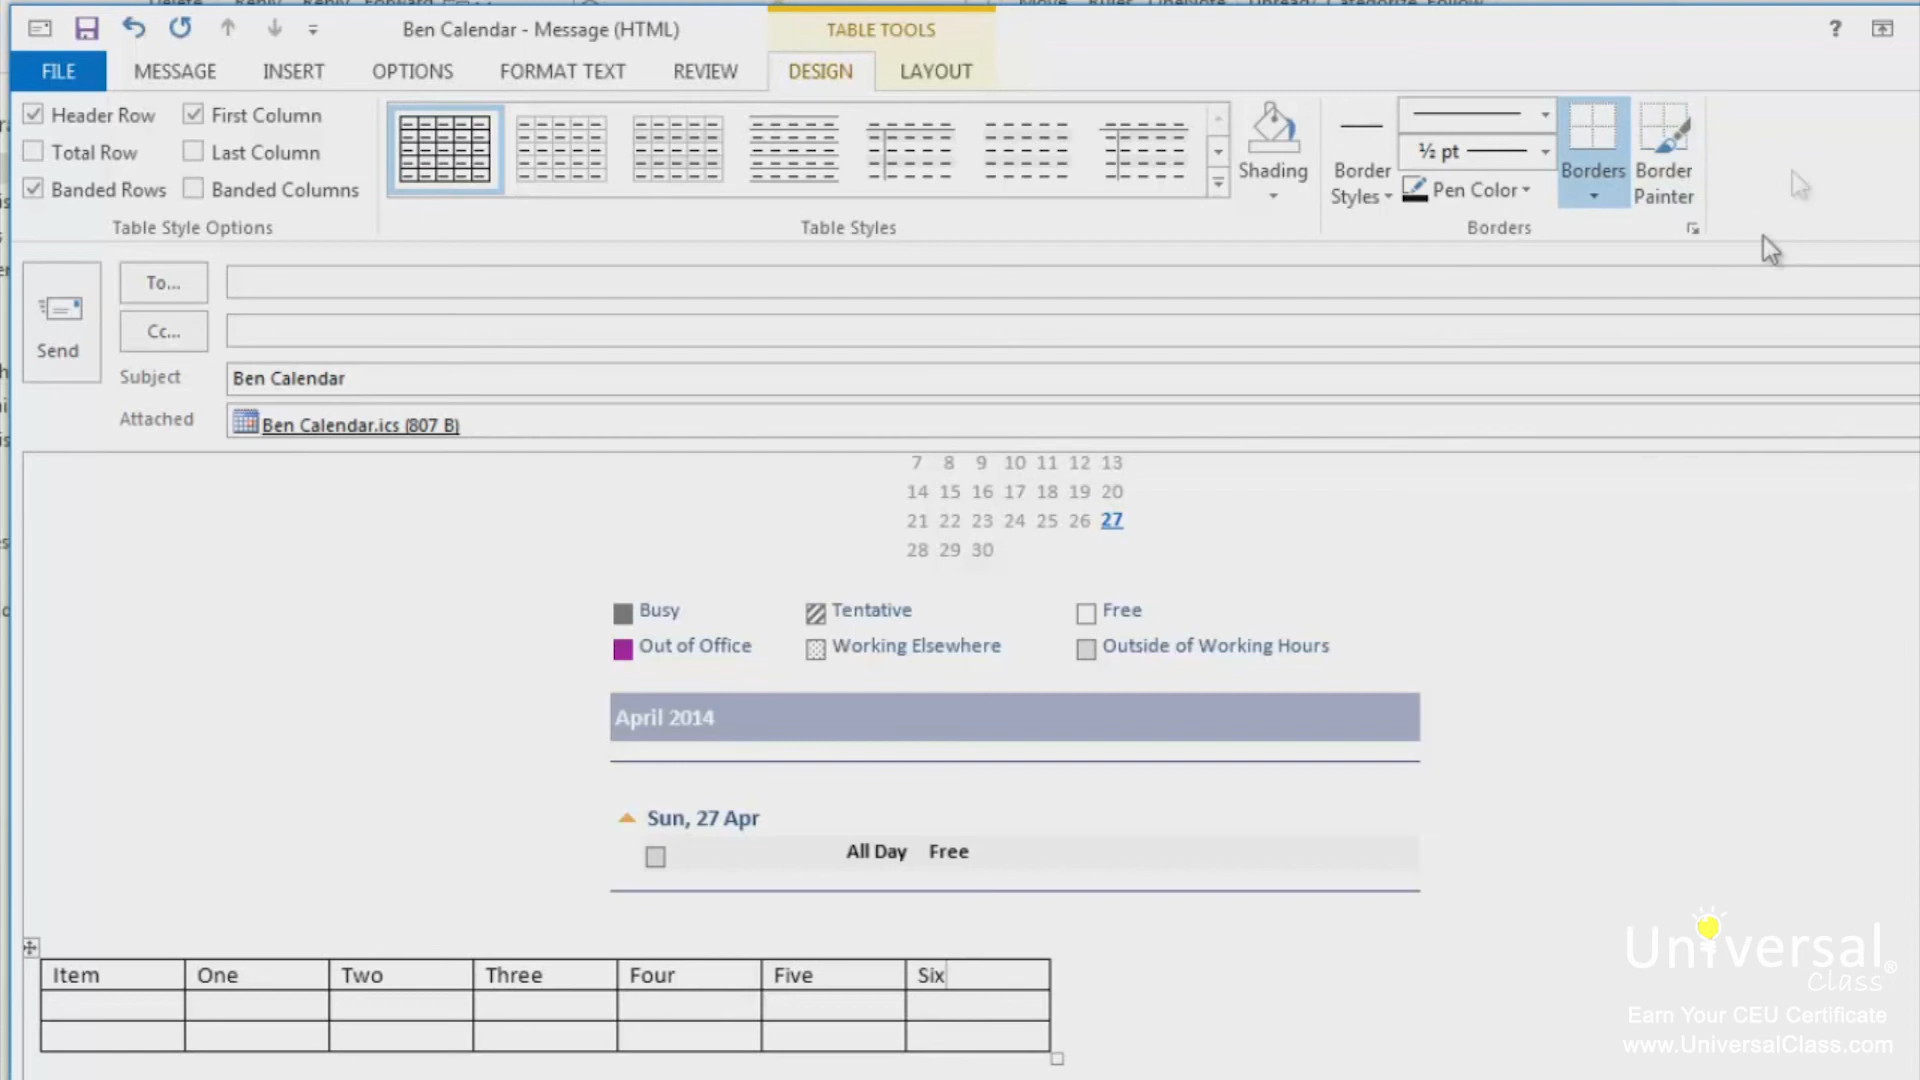 Ben Calendar - Message (HTML)
TABLE TOOLS
?
FILE
MESSAGE
INSERT
OPTIONS
FORMAT TEXT
REVIEW
DESIGN
LAYOUT
Header Row
First Column
Total Row
Last Column
Banded Rows
Banded Columns
Table Style Options
Table Styles
Shading
Border
Styles
½ pt
Pen Color
Borders
Border
Painter
Borders
Send
To...
Cc...
Subject
Ben Calendar
Attached
Ben Calendar.ics (807 B)
7 8 9 10 11 12 13
14 15 16 17 18 19 20
21 22 23 24 25 26 27
28 29 30
Busy
Tentative
Free
Out of Office
Working Elsewhere
Outside of Working Hours
April 2014
Sun, 27 Apr
All Day Free
Item One Two Three Four Five Six
Universal
Class®
Earn Your CEU Certificate
www.UniversalClass.com